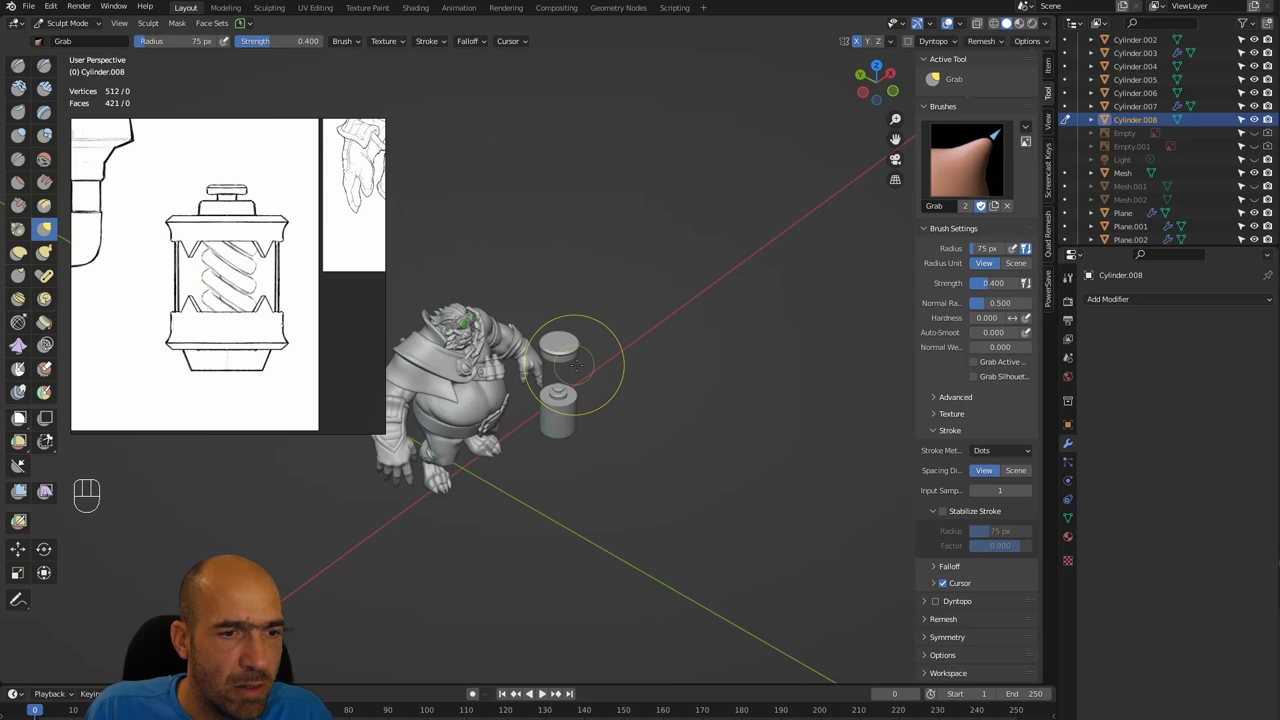 File Edit Render Window Help Layout Modeling Sculpting UV Editing Texture Paint Shading Animation Rendering Compositing Geometry Nodes Scripting Scene ViewLayer
Sculpt Mode View Sculpt Mask Face Sets
Grab Radius 75 px Strength 0.400 Brush Texture Stroke Falloff Cursor X Y Z Dyntopo Remesh Options
User Perspective
(0) Cylinder.008
Vertices 512 / 0
Faces 421 / 0
Z
Y
X
Active Tool
Grab
Brushes
Grab 2
Brush Settings
Radius 75 px
Radius Unit View Scene
Strength 0.400
Normal Ra... 0.500
Hardness 0.000
Auto-Smoot 0.000
Normal We... 0.000
Grab Active ...
Grab Silhouet...
Advanced
Texture
Stroke
Stroke Met... Dots
Spacing Di... View Scene
Input Samp... 1
Stabilize Stroke
Radius 75 px
Factor 0.900
Falloff
Cursor
Dyntopo
Remesh
Symmetry
Options
Workspace
Item
Tool
View
Screencast Keys
Quad Remesh
PowerSave
Cylinder.002
Cylinder.003
Cylinder.004
Cylinder.005
Cylinder.006
Cylinder.007
Cylinder.008
Empty
Empty.001
Light
Mesh
Mesh.001
Mesh.002
Plane
Plane.001
Plane.002
Cylinder.008
Add Modifier
Playback Keying 0 Start 1 End 250
0 10 80 90 100 110 120 130 140 150 160 170 180 190 200 210 220 230 240 250